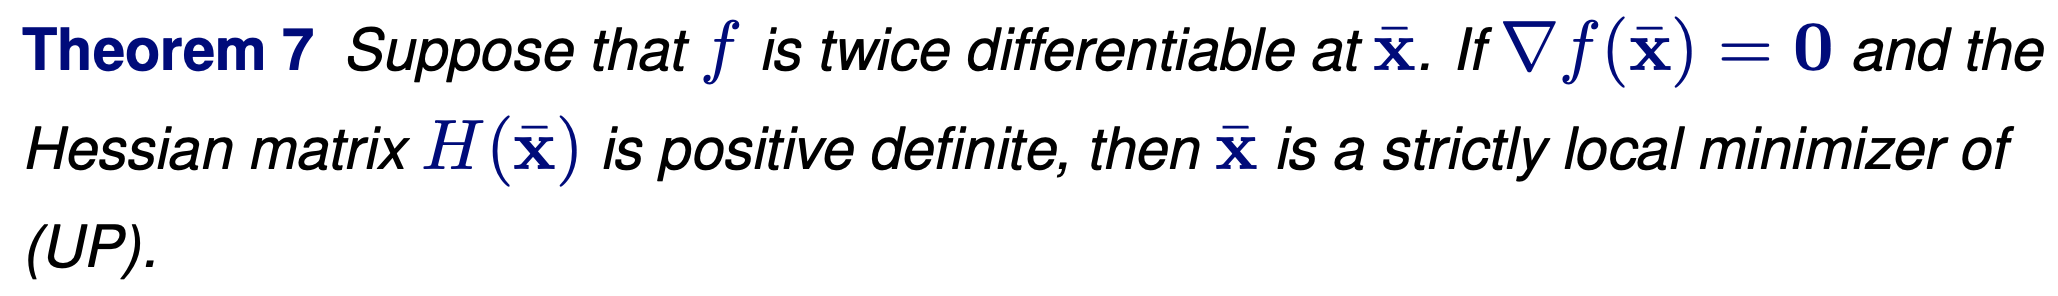 Theorem 7 Suppose that f is twice differentiable at x̄. If ∇f(x̄) = 0 and the
Hessian matrix H(x̄) is positive definite, then x̄ is a strictly local minimizer of
(UP).